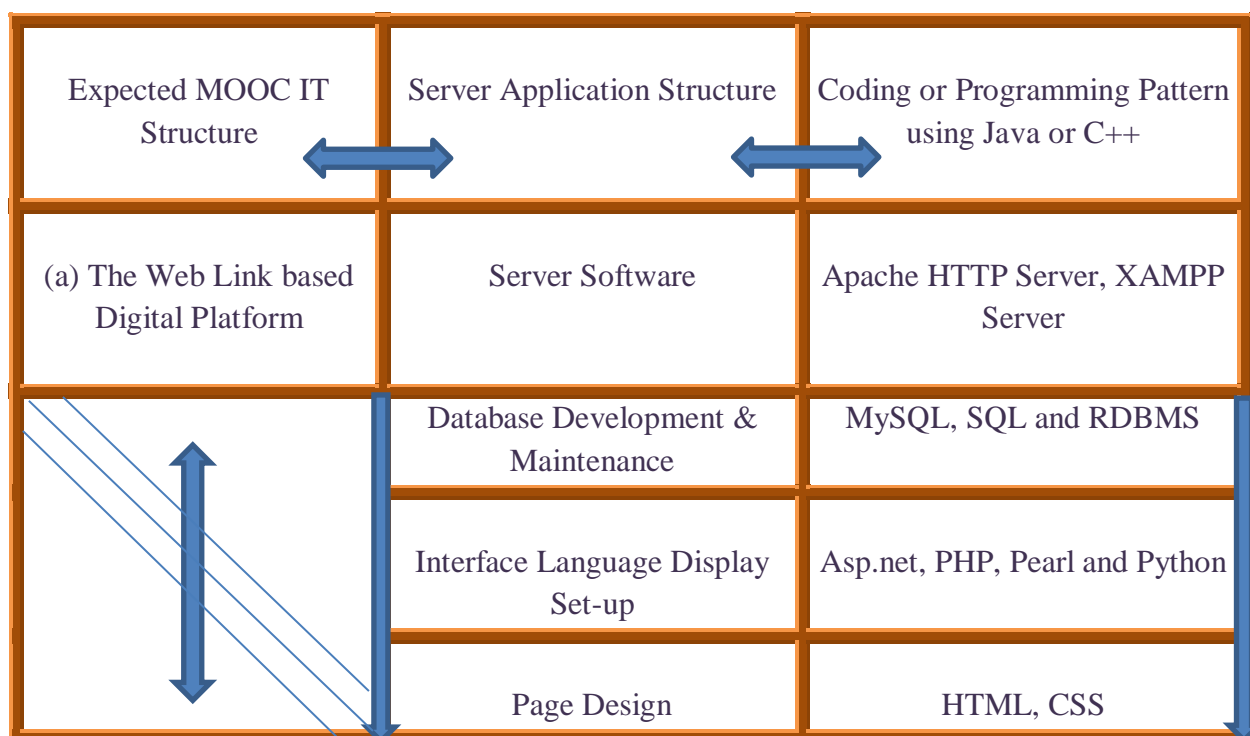 Expected MOOC IT
Structure
Server Application Structure
Coding or Programming Pattern
using Java or C++
(a) The Web Link based
Digital Platform
Server Software
Apache HTTP Server, XAMPP
Server
Database Development &
Maintenance
MySQL, SQL and RDBMS
Interface Language Display
Set-up
Asp.net, PHP, Pearl and Python
Page Design
HTML, CSS